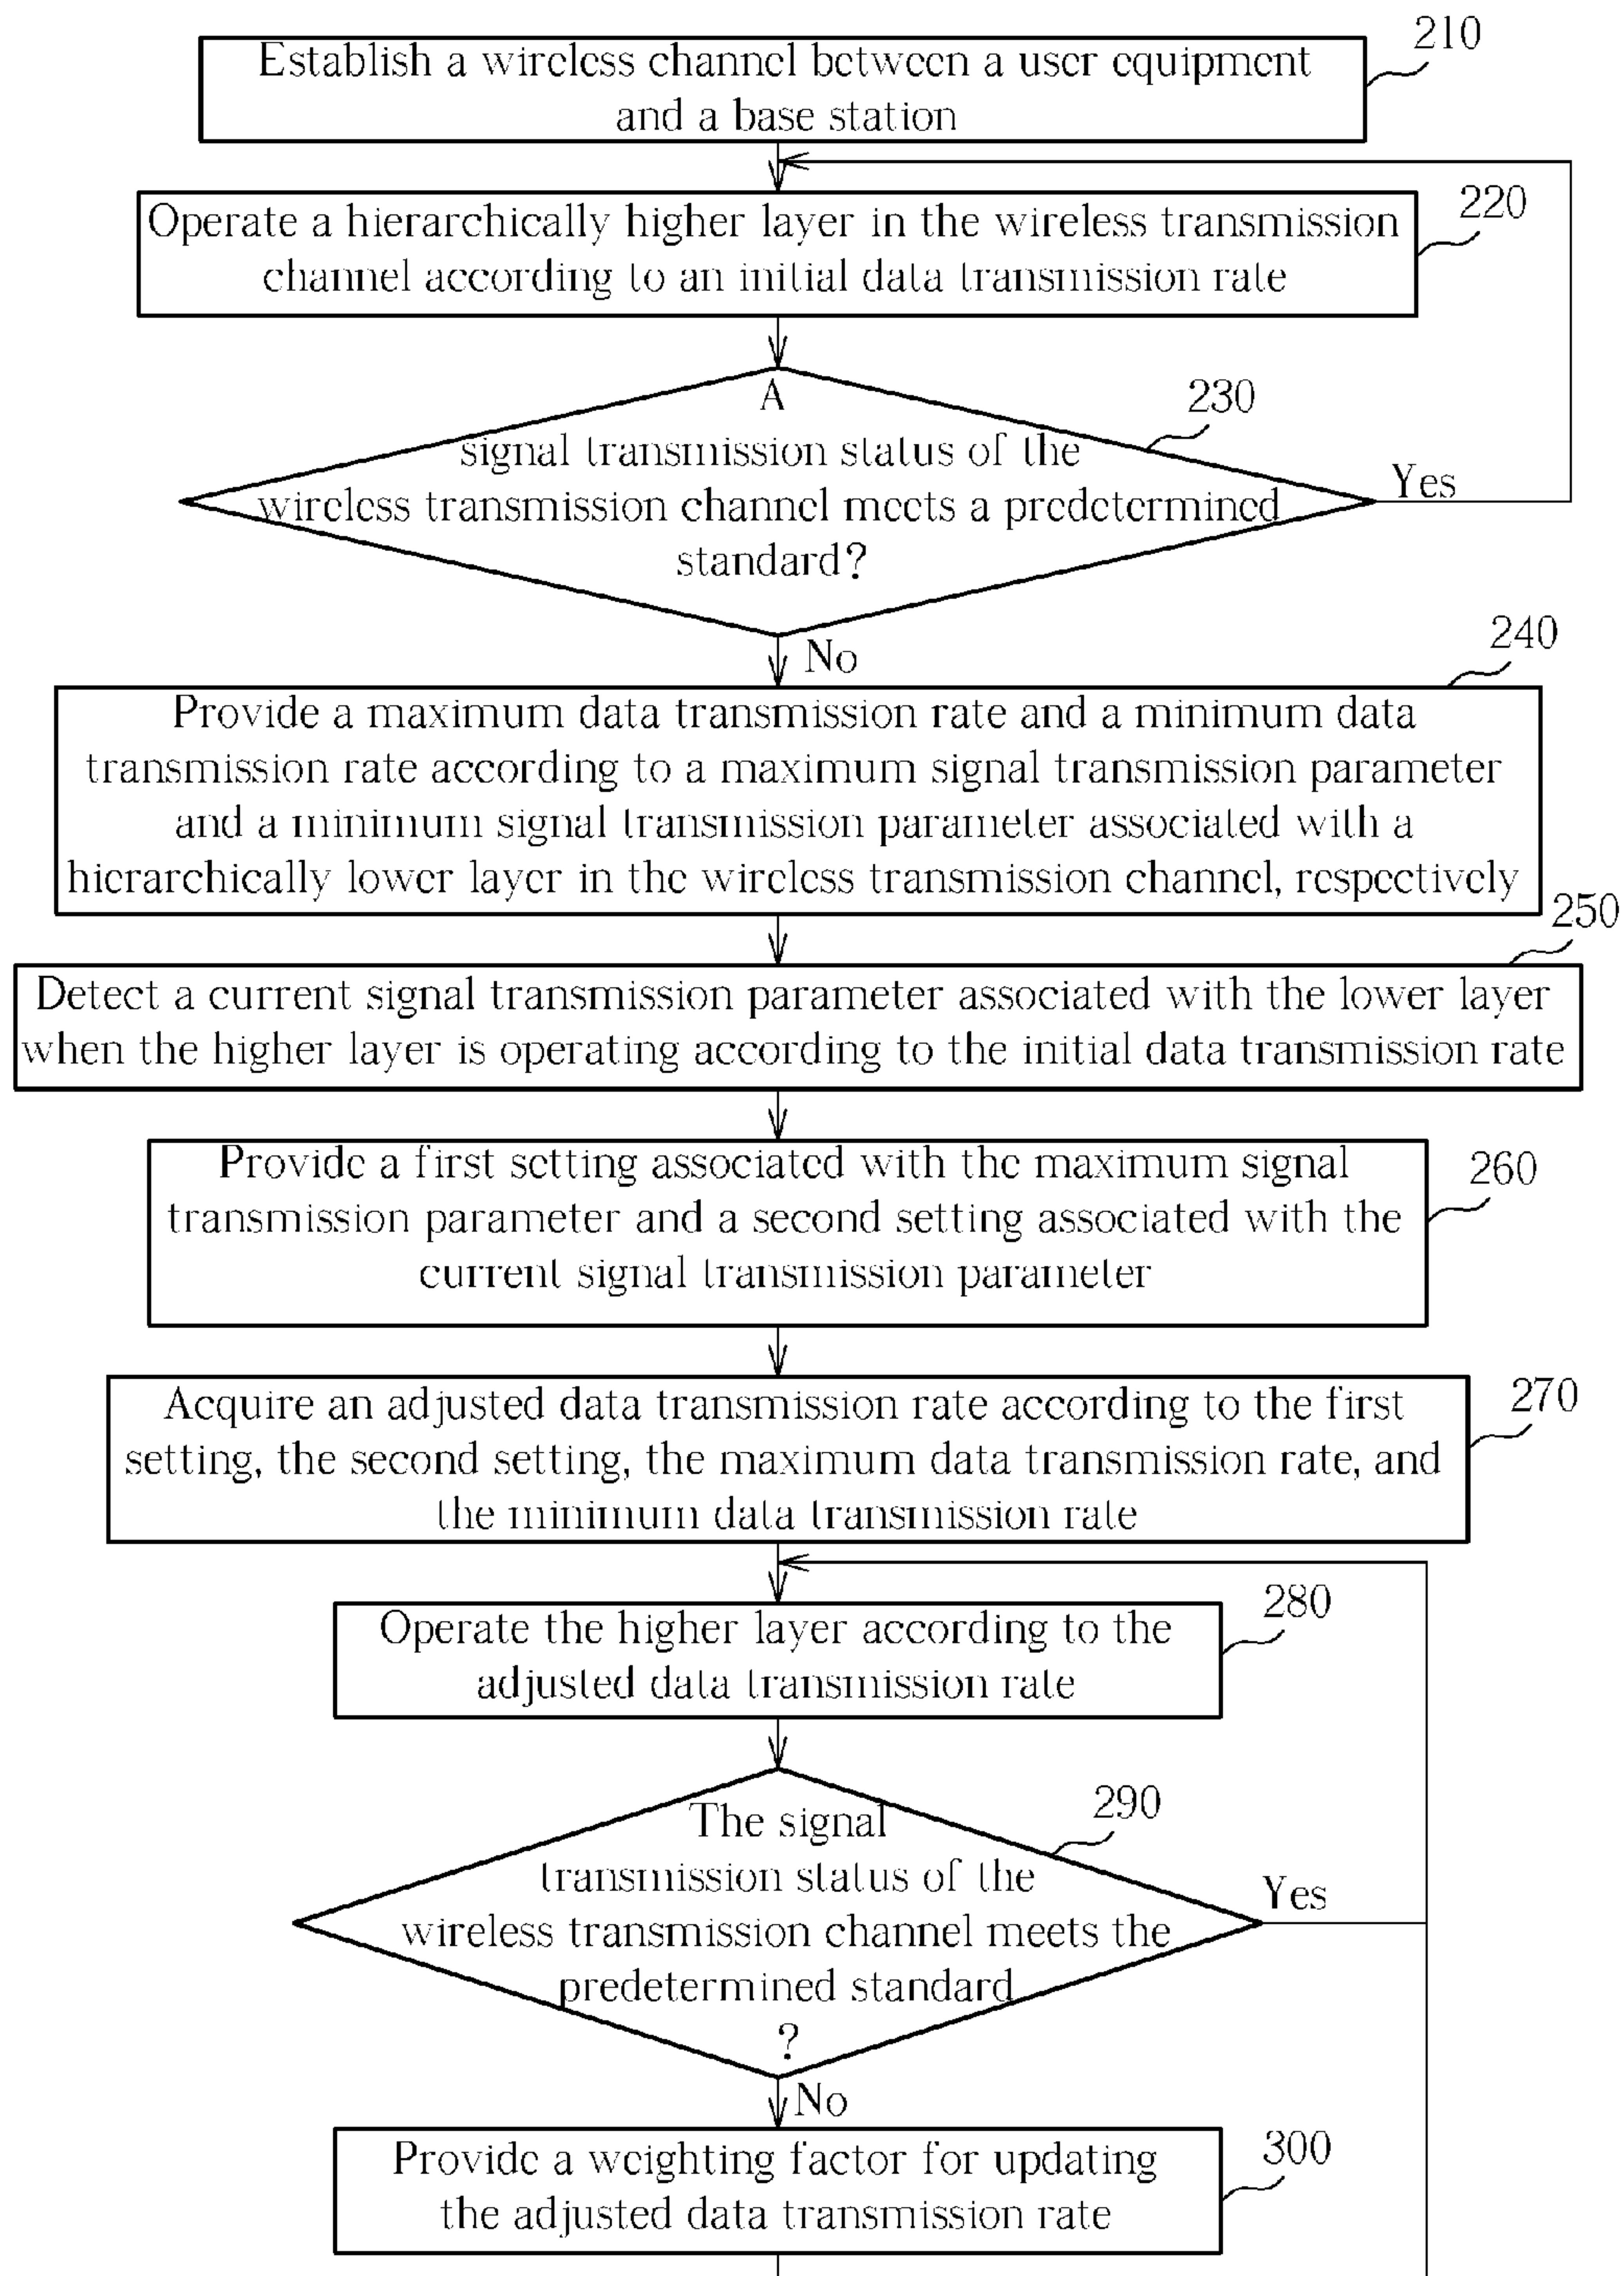 210
Establish a wireless channel between a user equipment
and a base station
220
Operate a hierarchically higher layer in the wireless transmission
channel according to an initial data transmission rate
230
A
signal transmission status of the
wireless transmission channel meets a predetermined
standard?
Yes
No
240
Provide a maximum data transmission rate and a minimum data
transmission rate according to a maximum signal transmission parameter
and a minimum signal transmission parameter associated with a
hierarchically lower layer in the wireless transmission channel, respectively
250
Detect a current signal transmission parameter associated with the lower layer
when the higher layer is operating according to the initial data transmission rate
260
Provide a first setting associated with the maximum signal
transmission parameter and a second setting associated with the
current signal transmission parameter
270
Acquire an adjusted data transmission rate according to the first
setting, the second setting, the maximum data transmission rate, and
the minimum data transmission rate
280
Operate the higher layer according to the
adjusted data transmission rate
290
The signal
transmission status of the
wireless transmission channel meets the
predetermined standard
?
Yes
No
300
Provide a weighting factor for updating
the adjusted data transmission rate